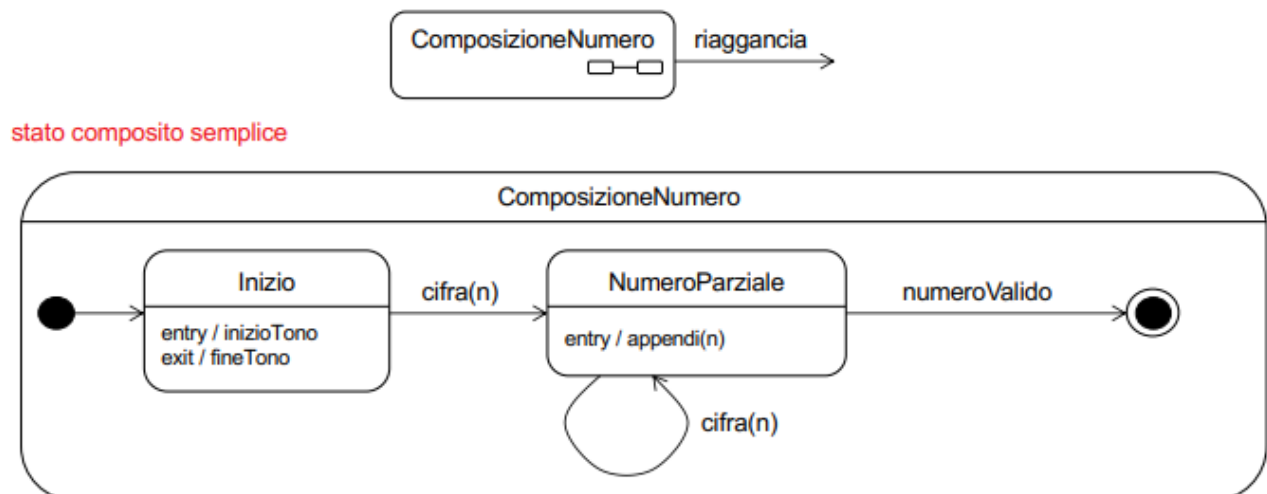 ComposizioneNumero
riaggancia
stato composito semplice
ComposizioneNumero
Inizio
entry / inizioTono
exit / fineTono
cifra(n)
NumeroParziale
entry / appendi(n)
cifra(n)
numeroValido